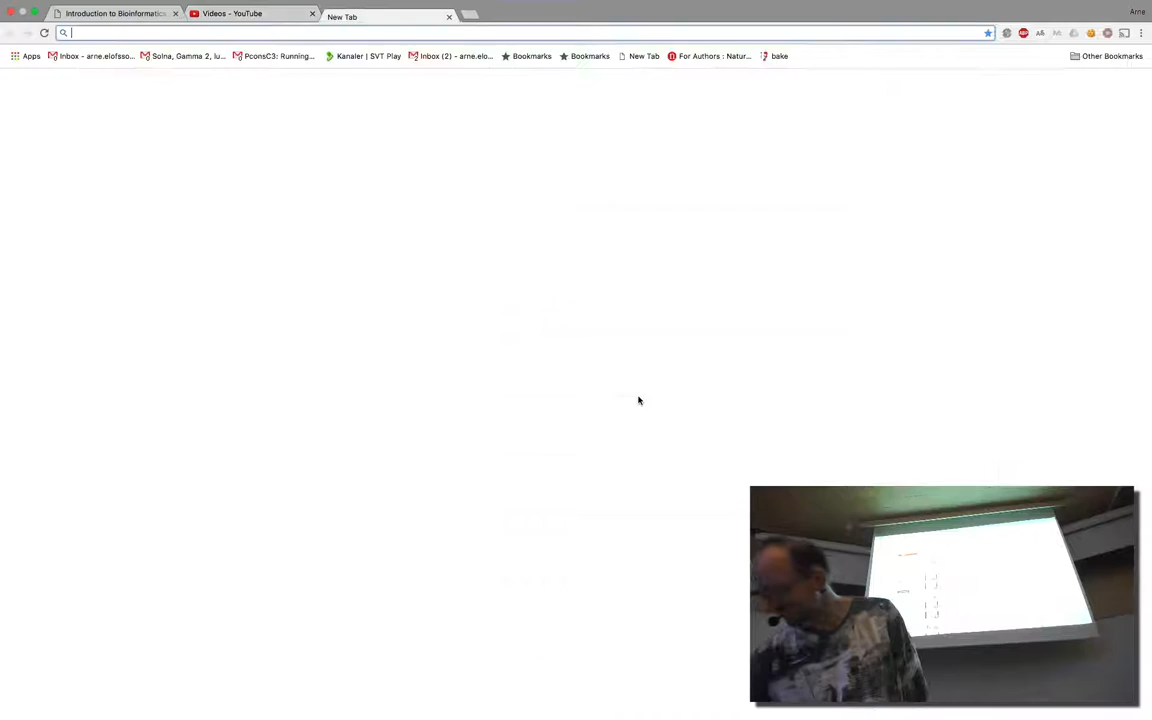 Introduction to Bioinformatics
Videos - YouTube
New Tab
Arne
Apps
Inbox - arne.elofsso...
Solna, Gamma 2, lu...
PconsC3: Running...
Kanaler | SVT Play
Inbox (2) - arne.elo...
Bookmarks
Bookmarks
New Tab
For Authors : Natur...
bake
Other Bookmarks